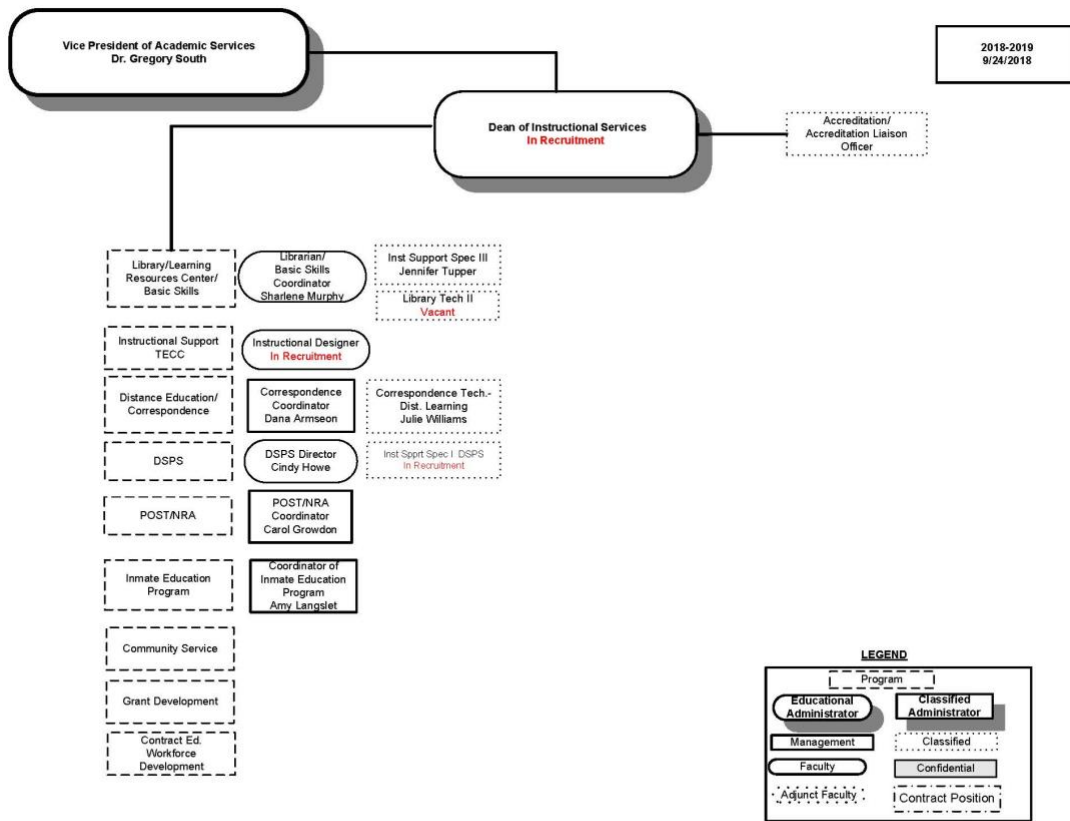 Vice President of Academic Services
Dr. Gregory South
2018-2019
9/24/2018
Dean of Instructional Services
In Recruitment
Accreditation/
Accreditation Liaison
Officer
Library/Learning
Resources Center/
Basic Skills
Librarian/
Basic Skills
Coordinator
Sharlene Murphy
Inst Support Spec III
Jennifer Tupper
Library Tech II
Vacant
Instructional Support
TECC
Instructional Designer
In Recruitment
Distance Education/
Correspondence
Correspondence
Coordinator
Dana Armseon
Correspondence Tech.-
Dist. Learning
Julie Williams
DSPS
DSPS Director
Cindy Howe
Inst Spprt Spec I DSPS
In Recruitment
POST/NRA
POST/NRA
Coordinator
Carol Growdon
Inmate Education
Program
Coordinator of
Inmate Education
Program
Amy Langslet
Community Service
Grant Development
Contract Ed.
Workforce
Development
LEGEND
Program
Educational
Administrator
Classified
Administrator
Management
Classified
Faculty
Confidential
Adjunct Faculty
Contract Position